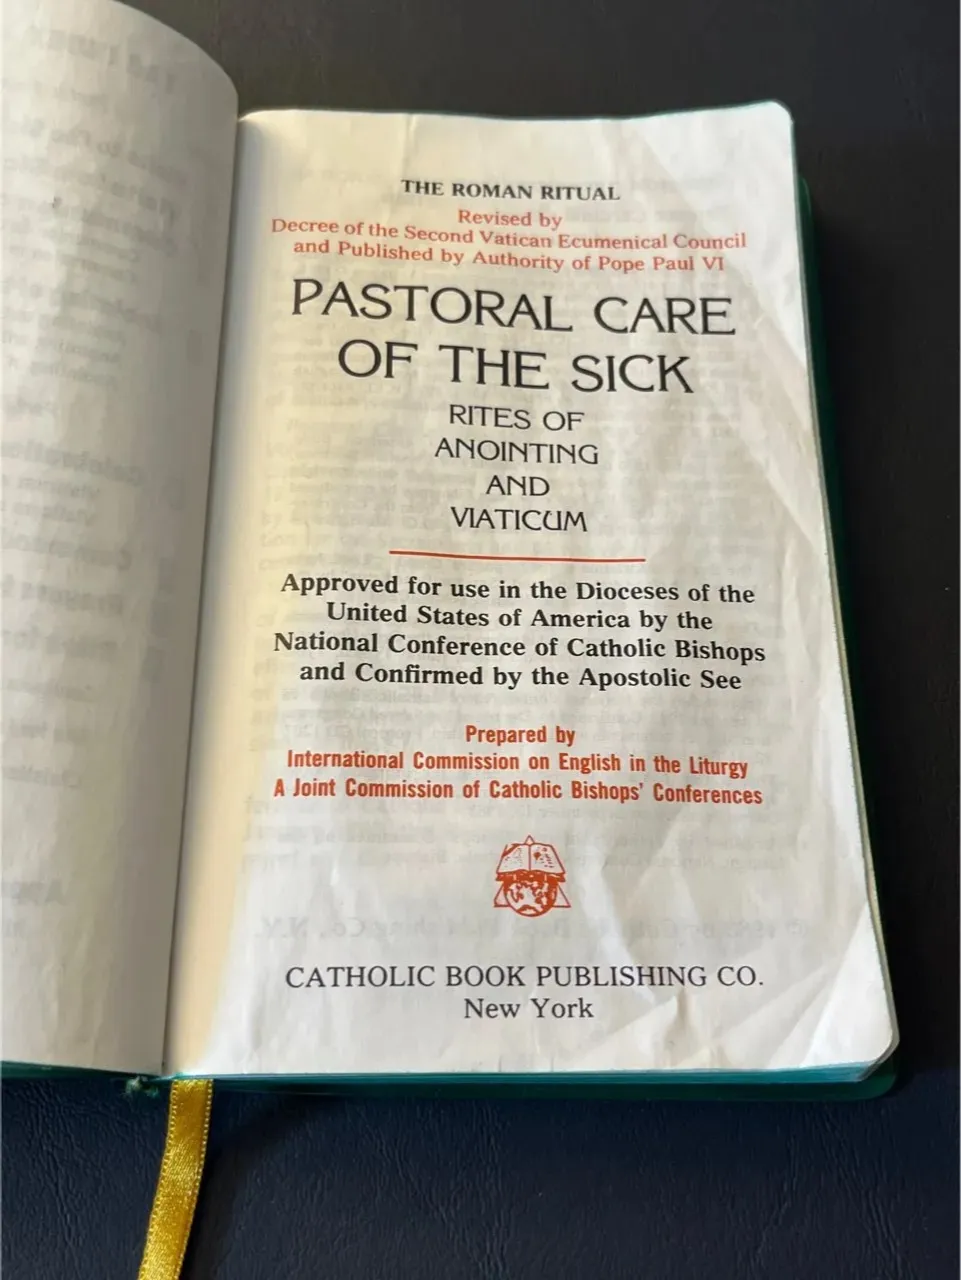 THE ROMAN RITUAL
Revised by
Decree of the Second Vatican Ecumenical Council
and Published by Authority of Pope Paul VI
PASTORAL CARE
OF THE SICK
RITES OF
ANOINTING
AND
VIATICUM
Approved for use in the Dioceses of the
United States of America by the
National Conference of Catholic Bishops
and Confirmed by the Apostolic See
Prepared by
International Commission on English in the Liturgy
A Joint Commission of Catholic Bishops' Conferences
CATHOLIC BOOK PUBLISHING CO.
New York